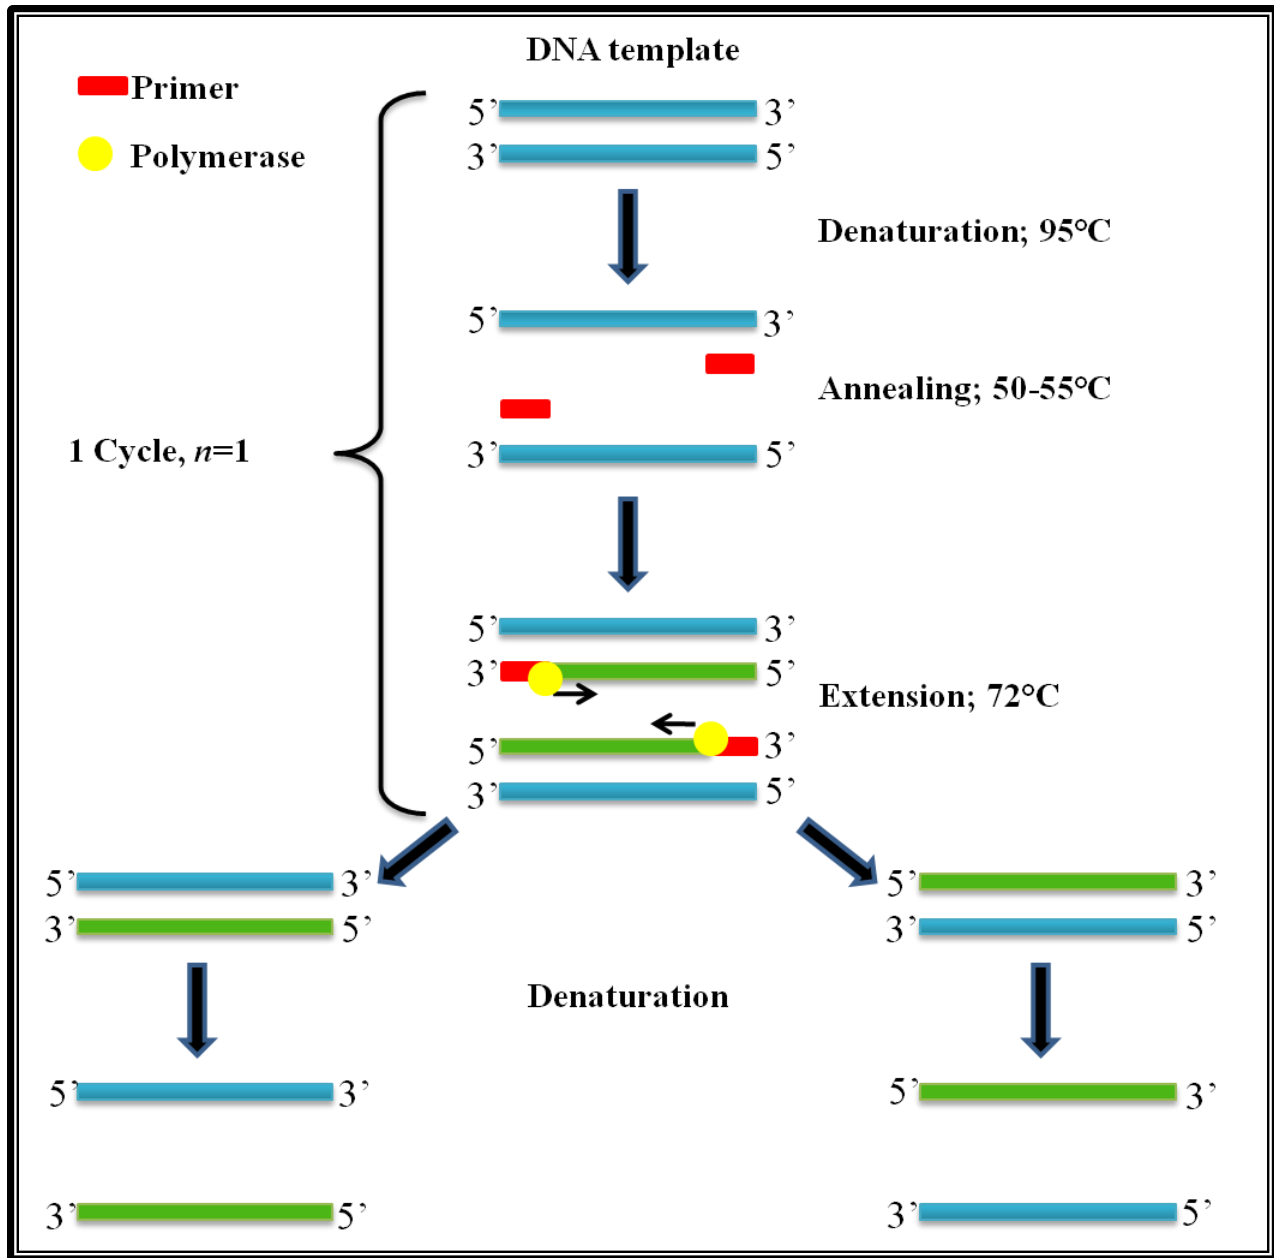 DNA template
Primer
Polymerase
5’ 3’
3’ 5’
Denaturation; 95°C
5’ 3’
Annealing; 50-55°C
1 Cycle, n=1
3’ 5’
5’ 3’
3’ 5’
Extension; 72°C
5’ 3’
3’ 5’
5’ 3’ 5’ 3’
3’ 5’ 3’ 5’
Denaturation
5’ 3’ 5’ 3’
3’ 5’ 3’ 5’